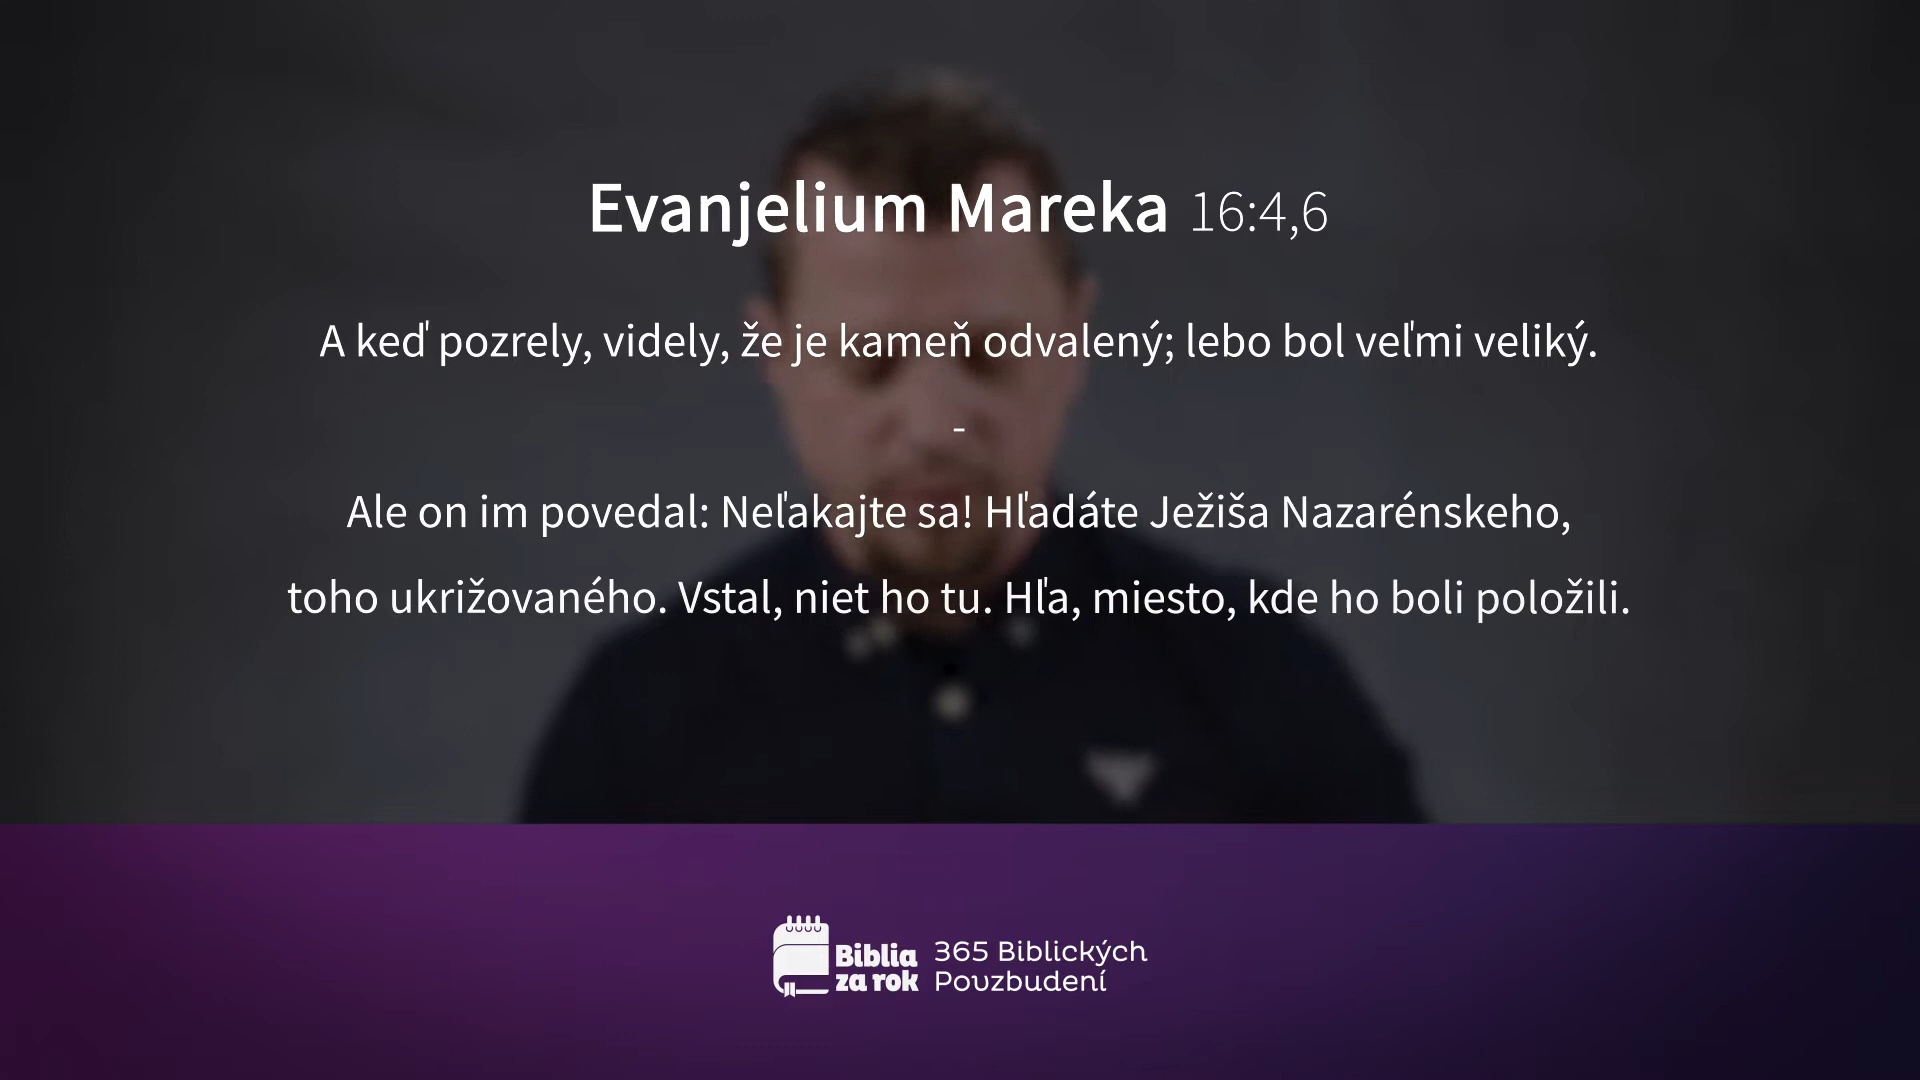 Evanjelium Mareka 16:4,6
A keď pozrely, videly, že je kameň odvalený; lebo bol veľmi veliký.
-
Ale on im povedal: Neľakajte sa! Hľadáte Ježiša Nazarénskeho,
toho ukrižovaného. Vstal, niet ho tu. Hľa, miesto, kde ho boli položili.
Biblia
za rok
365 Biblických
Povzbudení